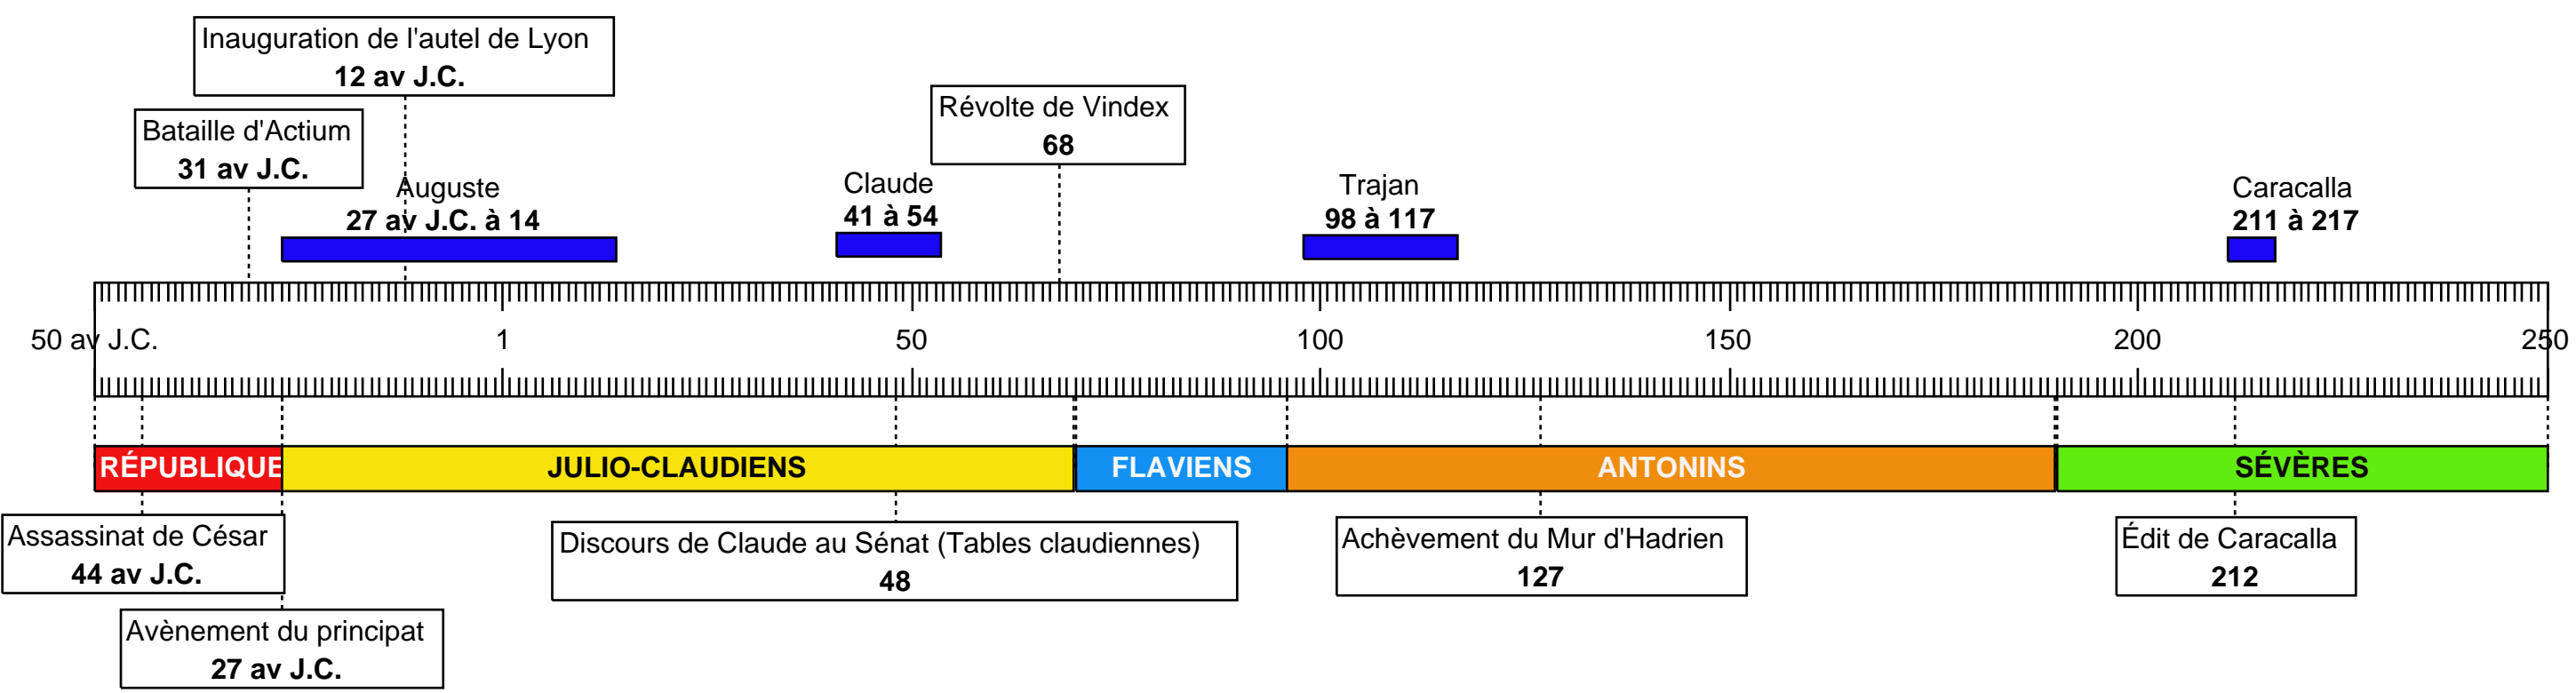 Inauguration de l'autel de Lyon
12 av J.C.
Bataille d'Actium
31 av J.C.
Révolte de Vindex
68
Auguste
27 av J.C. à 14
Claude
41 à 54
Trajan
98 à 117
Caracalla
211 à 217
50 av J.C. 1 50 100 150 200 250
RÉPUBLIQUE JULIO-CLAUDIENS FLAVIENS ANTONINS SÉVÈRES
Assassinat de César
44 av J.C.
Discours de Claude au Sénat (Tables claudiennes)
48
Achèvement du Mur d'Hadrien
127
Édit de Caracalla
212
Avènement du principat
27 av J.C.